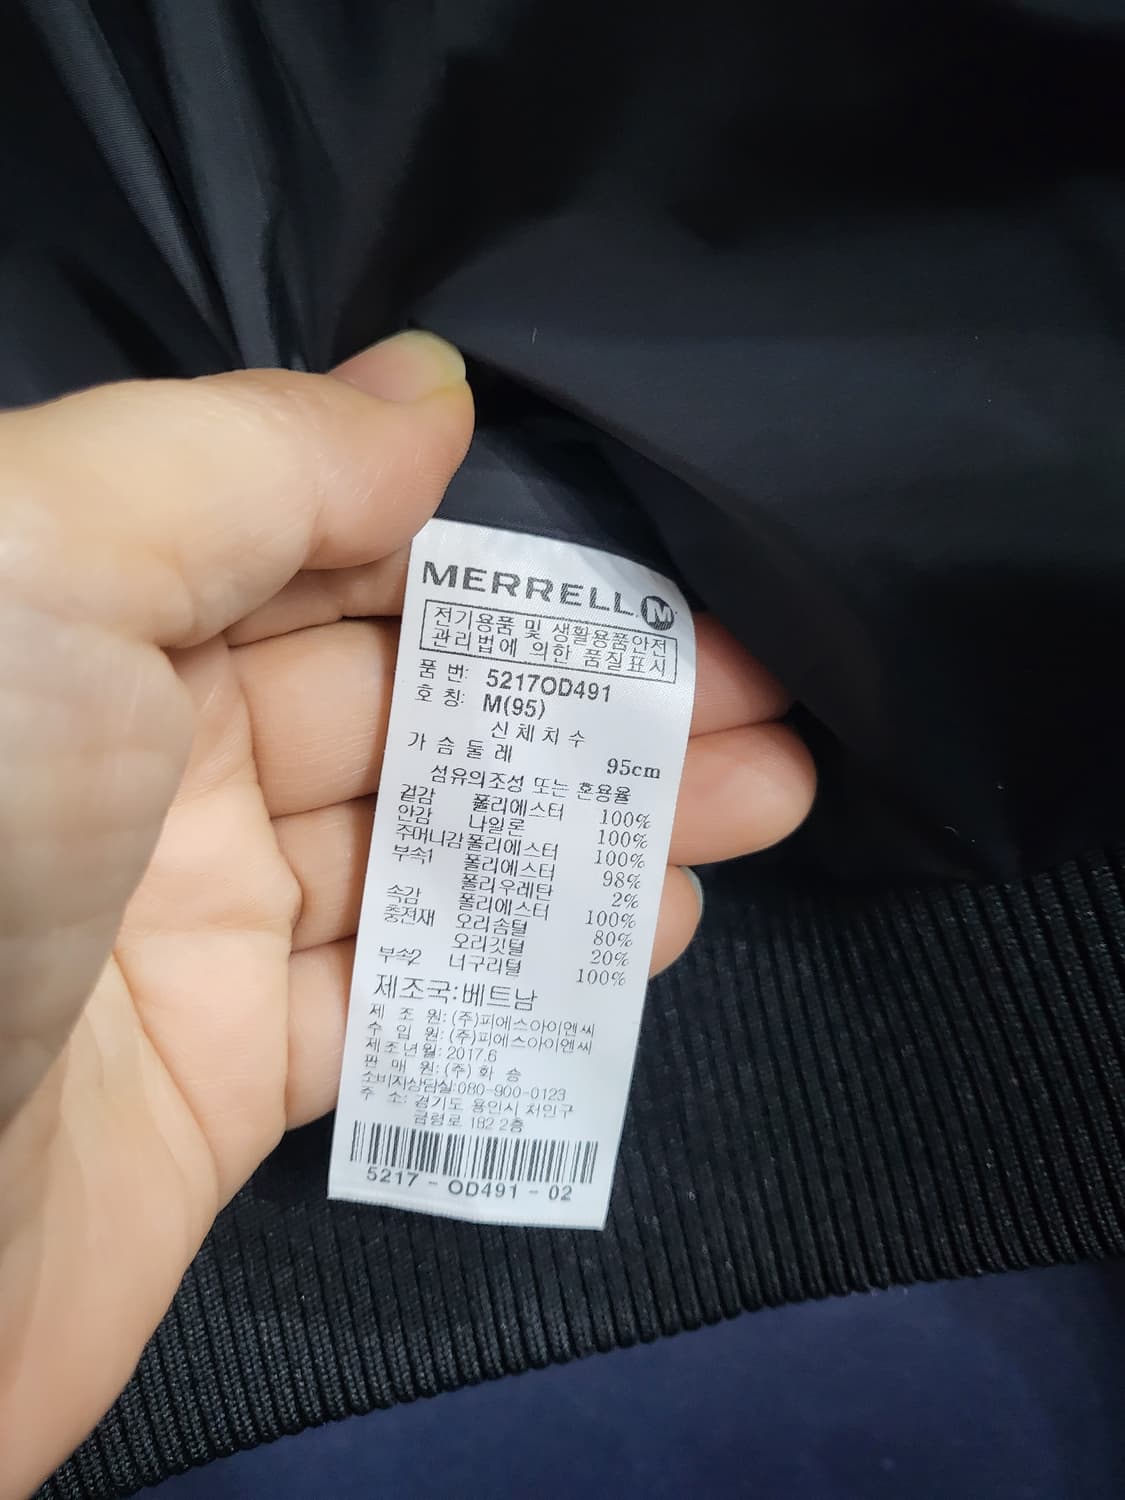 MERRELL M
전기용품 및 생활용품안전
관리법에 의한 품질표시
품 번: 5217OD491
호 칭: M(95)
신 체 치 수
가 슴 둘 레 95cm
섬유의조성 또는 혼용율
겉감 폴리에스터 100%
안감 나일론 100%
주머니감 폴리에스터 100%
부속1 폴리에스터 98%
폴리우레탄 2%
속감 폴리에스터 100%
충전재 오리솜털 80%
오리깃털 20%
부속2 너구리털 100%
제조국:베트남
제 조 원: (주)피에스아이엔씨
수 입 원: (주)피에스아이엔씨
제조년월: 2017.6
판 매 원: (주) 화 승
소비자상담실:080-900-0123
주 소: 경기도 용인시 처인구
금령로 182 2층
5217 - OD491 - 02